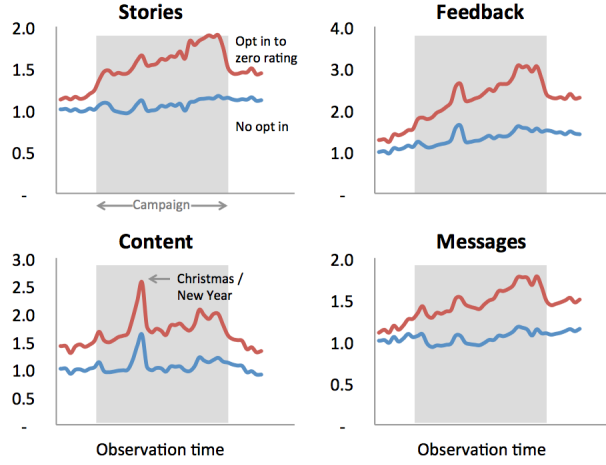 Stories
2.0
1.5
1.0
0.5
-
Opt in to
zero rating
No opt in
Campaign
Feedback
4.0
3.0
2.0
1.0
-
Content
3.0
2.5
2.0
1.5
1.0
0.5
-
Christmas /
New Year
Observation time
Messages
2.0
1.5
1.0
0.5
-
Observation time